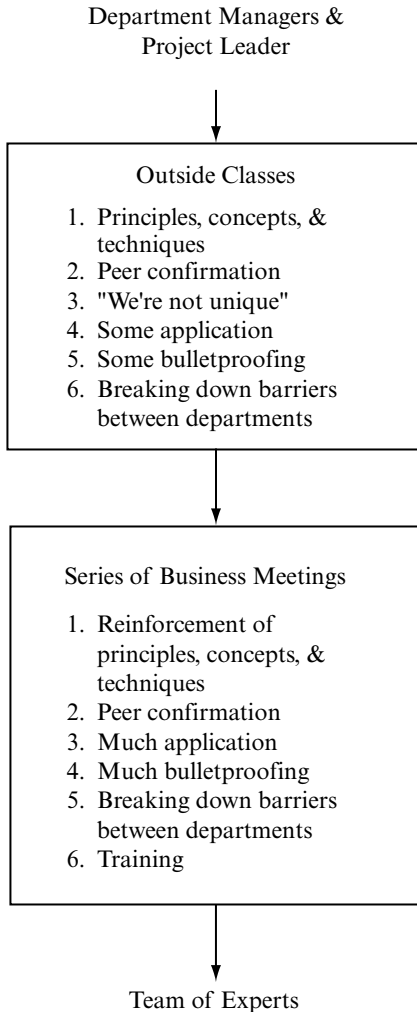 Department Managers &
Project Leader
Outside Classes
1. Principles, concepts, &
techniques
2. Peer confirmation
3. "We're not unique"
4. Some application
5. Some bulletproofing
6. Breaking down barriers
between departments
Series of Business Meetings
1. Reinforcement of
principles, concepts, &
techniques
2. Peer confirmation
3. Much application
4. Much bulletproofing
5. Breaking down barriers
between departments
6. Training
Team of Experts